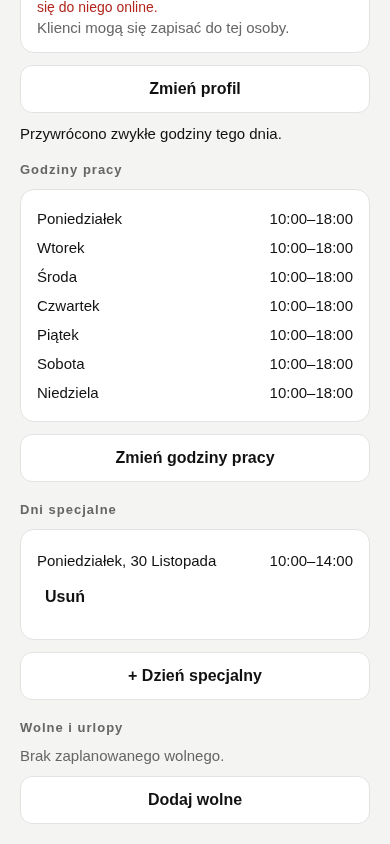 się do niego online.
Klienci mogą się zapisać do tej osoby.
Zmień profil
Przywrócono zwykłe godziny tego dnia.
Godziny pracy
Poniedziałek 10:00–18:00
Wtorek 10:00–18:00
Środa 10:00–18:00
Czwartek 10:00–18:00
Piątek 10:00–18:00
Sobota 10:00–18:00
Niedziela 10:00–18:00
Zmień godziny pracy
Dni specjalne
Poniedziałek, 30 Listopada 10:00–14:00
Usuń
+ Dzień specjalny
Wolne i urlopy
Brak zaplanowanego wolnego.
Dodaj wolne